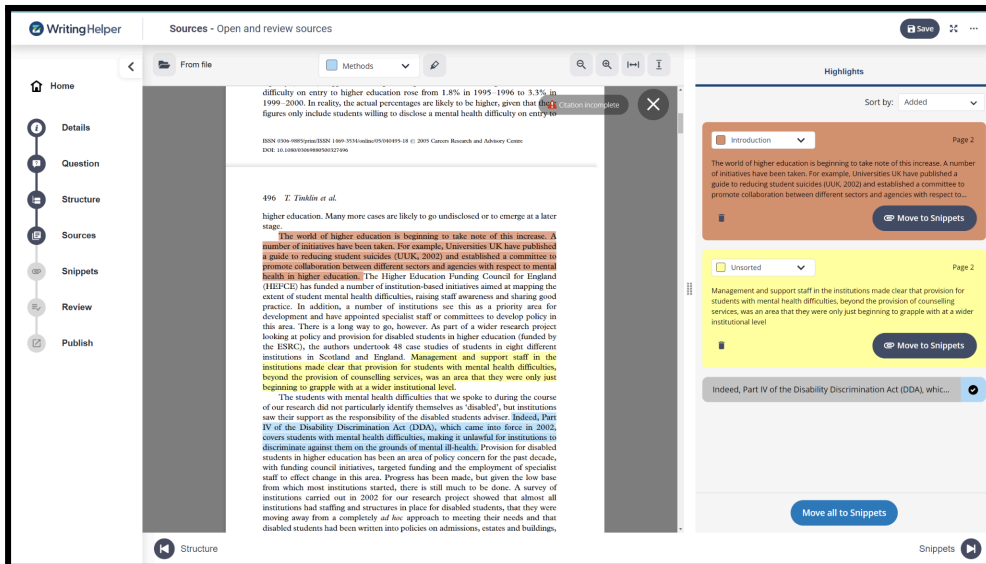 WritingHelper
Sources - Open and review sources
Save
Home
Details
Question
Structure
Sources
Snippets
Review
Publish
From file
Methods
Citation incomplete
difficulty on entry to higher education rose from 1.8% in 1995–1996 to 3.3% in
1999–2000. In reality, the actual percentages are likely to be higher, given that the
figures only include students willing to disclose a mental health difficulty on entry to
ISSN 0306-9885/print/ISSN 1469-3534/online/05/040495-18 © 2005 Careers Research and Advisory Centre
DOI: 10.1080/03069880500327496
496 T. Tinklin et al.
higher education. Many more cases are likely to go undisclosed or to emerge at a later
stage.
The world of higher education is beginning to take note of this increase. A
number of initiatives have been taken. For example, Universities UK have published
a guide to reducing student suicides (UUK, 2002) and established a committee to
promote collaboration between different sectors and agencies with respect to mental
health in higher education. The Higher Education Funding Council for England
(HEFCE) has funded a number of institution-based initiatives aimed at mapping the
extent of student mental health difficulties, raising staff awareness and sharing good
practice. In addition, a number of institutions see this as a priority area for
development and have appointed specialist staff or committees to develop policy in
this area. There is a long way to go, however. As part of a wider research project
looking at policy and provision for disabled students in higher education (funded by
the ESRC), the authors undertook 48 case studies of students in eight different
institutions in Scotland and England. Management and support staff in the
institutions made clear that provision for students with mental health difficulties,
beyond the provision of counselling services, was an area that they were only just
beginning to grapple with at a wider institutional level.
The students with mental health difficulties that we spoke to during the course
of our research did not particularly identify themselves as ‘disabled’, but institutions
saw their support as the responsibility of the disabled students adviser. Indeed, Part
IV of the Disability Discrimination Act (DDA), which came into force in 2002,
covers students with mental health difficulties, making it unlawful for institutions to
discriminate against them on the grounds of mental ill-health. Provision for disabled
students in higher education has been an area of policy concern for the past decade,
with funding council initiatives, targeted funding and the employment of specialist
staff to effect change in this area. Progress has been made, but given the low base
from which most institutions started, there is still much to be done. A survey of
institutions carried out in 2002 for our research project showed that almost all
institutions had staffing and structures in place for disabled students, that they were
moving away from a completely ad hoc approach to meeting their needs and that
disabled students had been written into policies on admissions, estates and buildings,
Highlights
Sort by: Added
Introduction
Page 2
The world of higher education is beginning to take note of this increase. A number
of initiatives have been taken. For example, Universities UK have published a
guide to reducing student suicides (UUK, 2002) and established a committee to
promote collaboration between different sectors and agencies with respect to...
Move to Snippets
Unsorted
Page 2
Management and support staff in the institutions made clear that provision for
students with mental health difficulties, beyond the provision of counselling
services, was an area that they were only just beginning to grapple with at a wider
institutional level
Move to Snippets
Indeed, Part IV of the Disability Discrimination Act (DDA), whic...
Move all to Snippets
Structure
Snippets